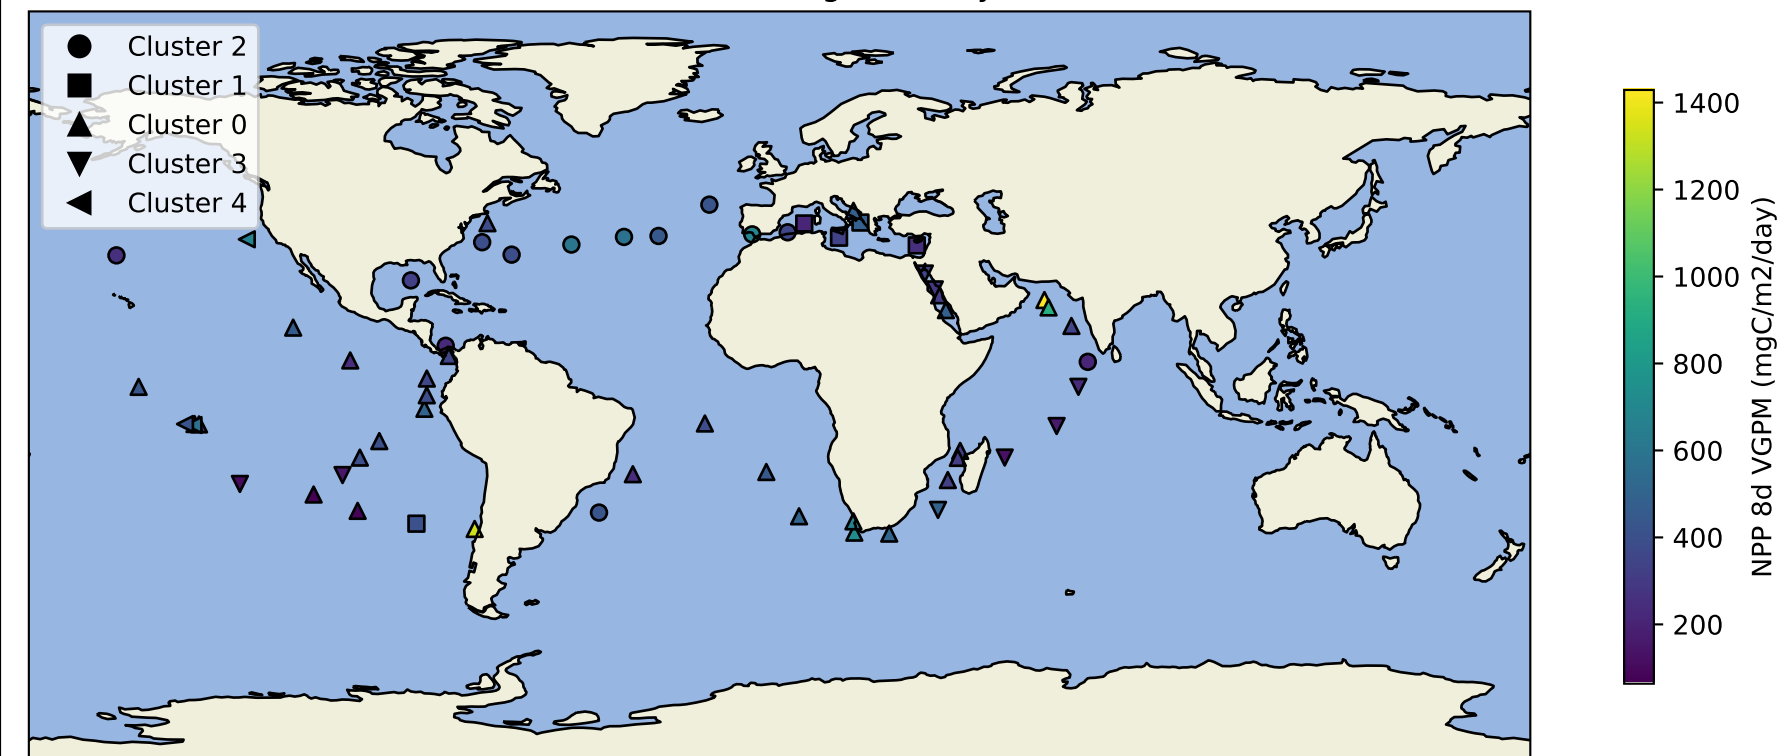 Cluster 2
Cluster 1
Cluster 0
Cluster 3
Cluster 4
1400
1200
1000
800
600
400
200
NPP 8d VGPM (mgC/m2/day)